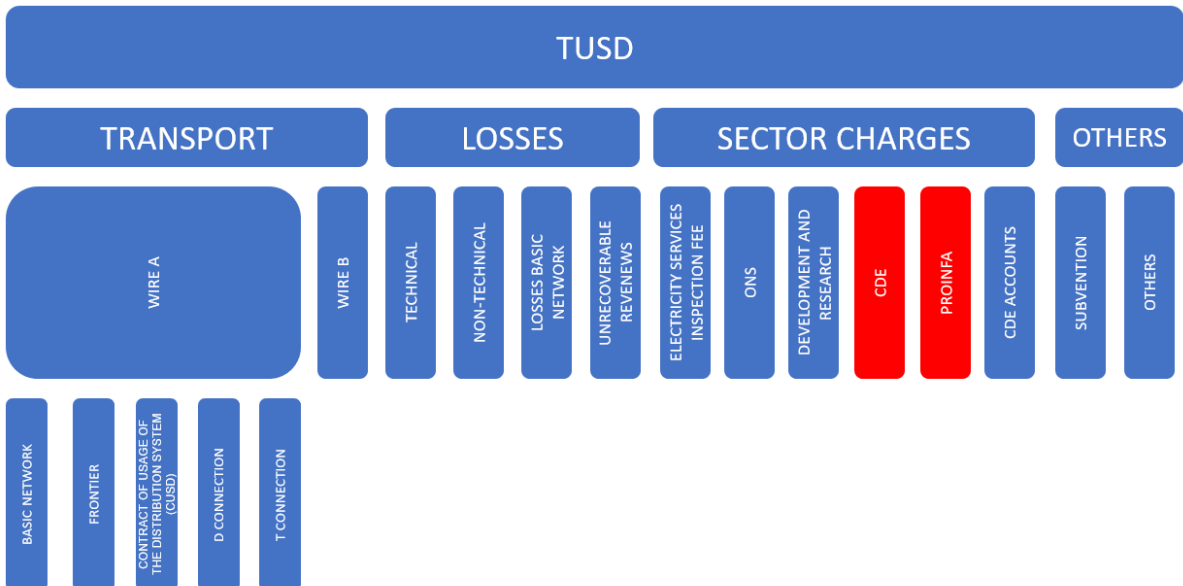 TUSD
TRANSPORT
LOSSES
SECTOR CHARGES
OTHERS
WIRE A
WIRE B
TECHNICAL
NON-TECHNICAL
LOSSES BASIC
NETWORK
UNRECOVERABLE
REVENEWS
ELECTRICITY SERVICES
INSPECTION FEE
ONS
DEVELOPMENT AND
RESEARCH
CDE
PROINFA
CDE ACCOUNTS
SUBVENTION
OTHERS
BASIC NETWORK
FRONTIER
CONTRACT OF USAGE OF
THE DISTRIBUTION SYSTEM
(CUSD)
D CONNECTION
T CONNECTION